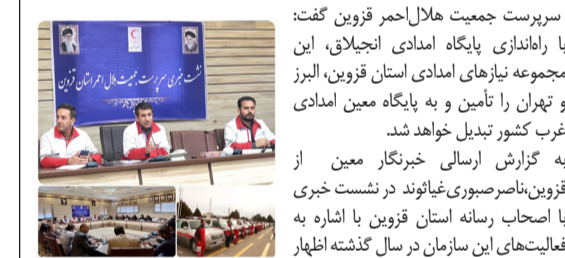 سرپرست جمعیت هلال‌احمر قزوین گفت:
با راه‌اندازی پایگاه امدادی انجیلاق، این
مجموعه نیازهای امدادی استان قزوین، البرز
و تهران را تأمین و به پایگاه معین امدادی
غرب کشور تبدیل خواهد شد.
به گزارش ارسالی خبرنگار معین از
قزوین،ناصرصبوری‌غیاثوند در نشست خبری
با اصحاب رسانه استان قزوین با اشاره به
فعالیت‌های این سازمان در سال گذشته اظهار
نشست خبری سرپرست جمعیت هلال احمر استان قزوین